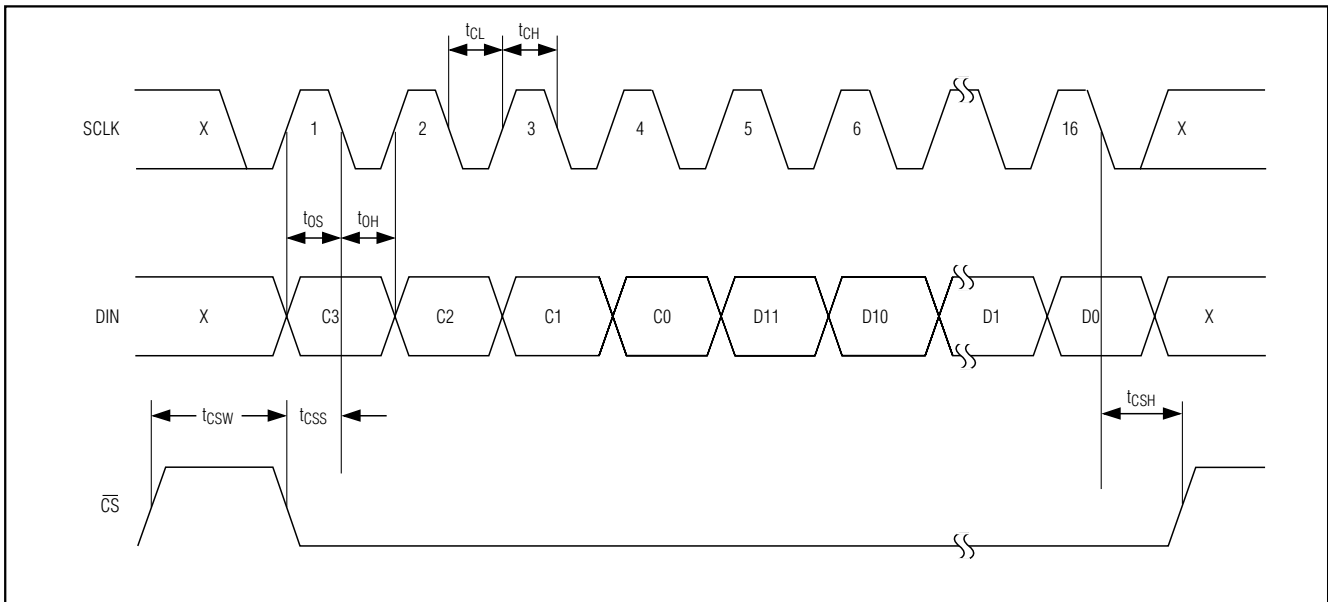 tCL tCH
SCLK X 1 2 3 4 5 6 16 X
tOS tOH
DIN X C3 C2 C1 C0 D11 D10 D1 D0 X
tCSW tCSS tCSH
C̅S̅